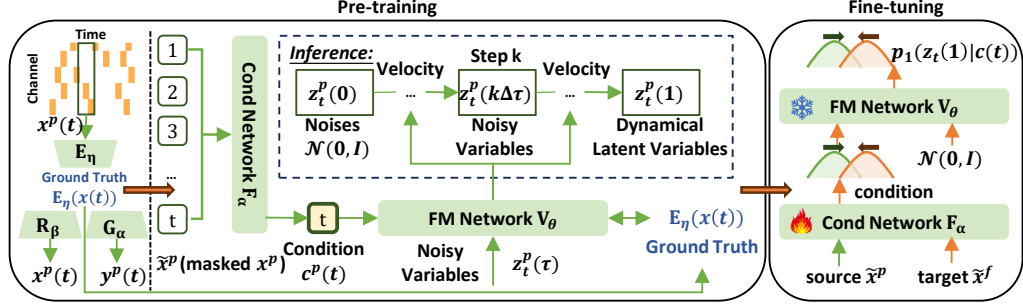 Pre-training
Time
Channel
x^p(t)
E_η
Ground Truth
E_η(x(t))
R_β
G_α
x^p(t)
y^p(t)
1
2
3
...
t
x̃^p(masked x^p)
Cond Network F_α
t
Condition
c^p(t)
Inference:
z_t^p(0)
Noises
𝒩(0, I)
Velocity
...
Step k
z_t^p(kΔτ)
Noisy
Variables
Velocity
...
z_t^p(1)
Dynamical
Latent Variables
FM Network V_θ
Noisy
Variables
z_t^p(τ)
E_η(x(t))
Ground Truth
Fine-tuning
p_1(z_t(1)|c(t))
FM Network V_θ
𝒩(0, I)
condition
Cond Network F_α
source x̃^p
target x̃^f